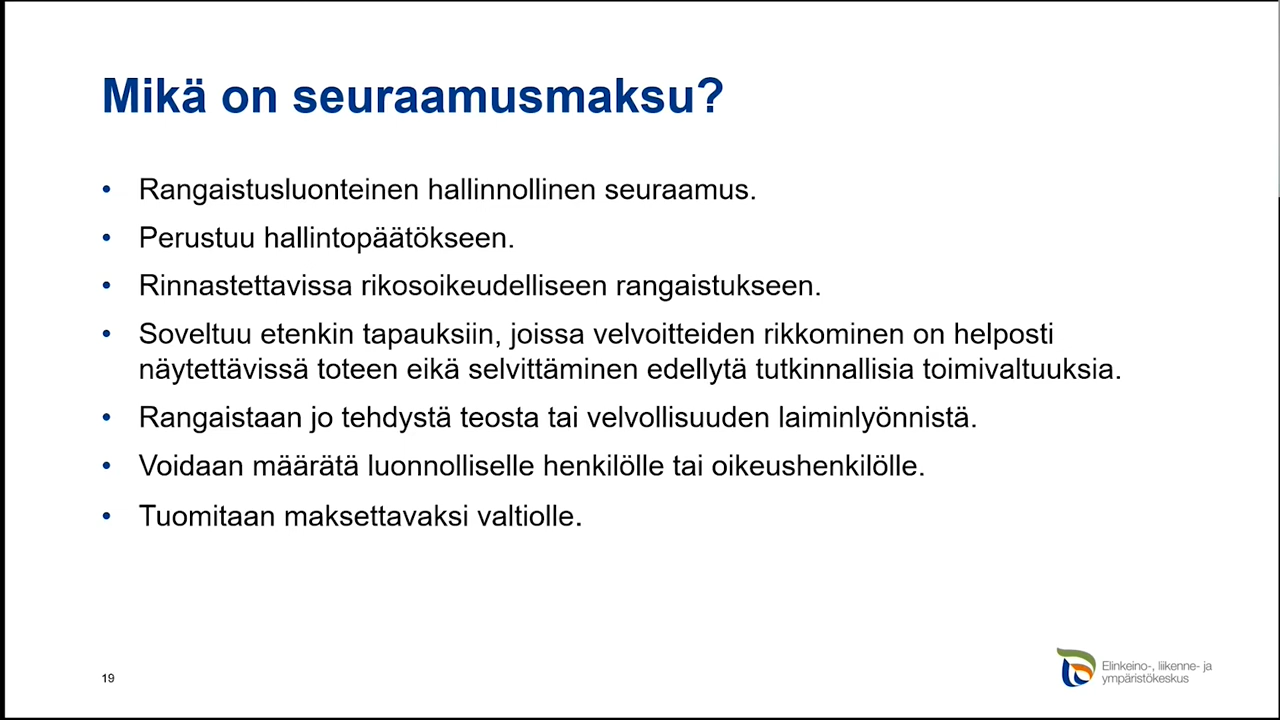 Mikä on seuraamusmaksu?
• Rangaistusluonteinen hallinnollinen seuraamus.
• Perustuu hallintopäätökseen.
• Rinnastettavissa rikosoikeudelliseen rangaistukseen.
• Soveltuu etenkin tapauksiin, joissa velvoitteiden rikkominen on helposti
näytettävissä toteen eikä selvittäminen edellytä tutkinnallisia toimivaltuuksia.
• Rangaistaan jo tehdystä teosta tai velvollisuuden laiminlyönnistä.
• Voidaan määrätä luonnolliselle henkilölle tai oikeushenkilölle.
• Tuomitaan maksettavaksi valtiolle.
19
Elinkeino-, liikenne- ja
ympäristökeskus